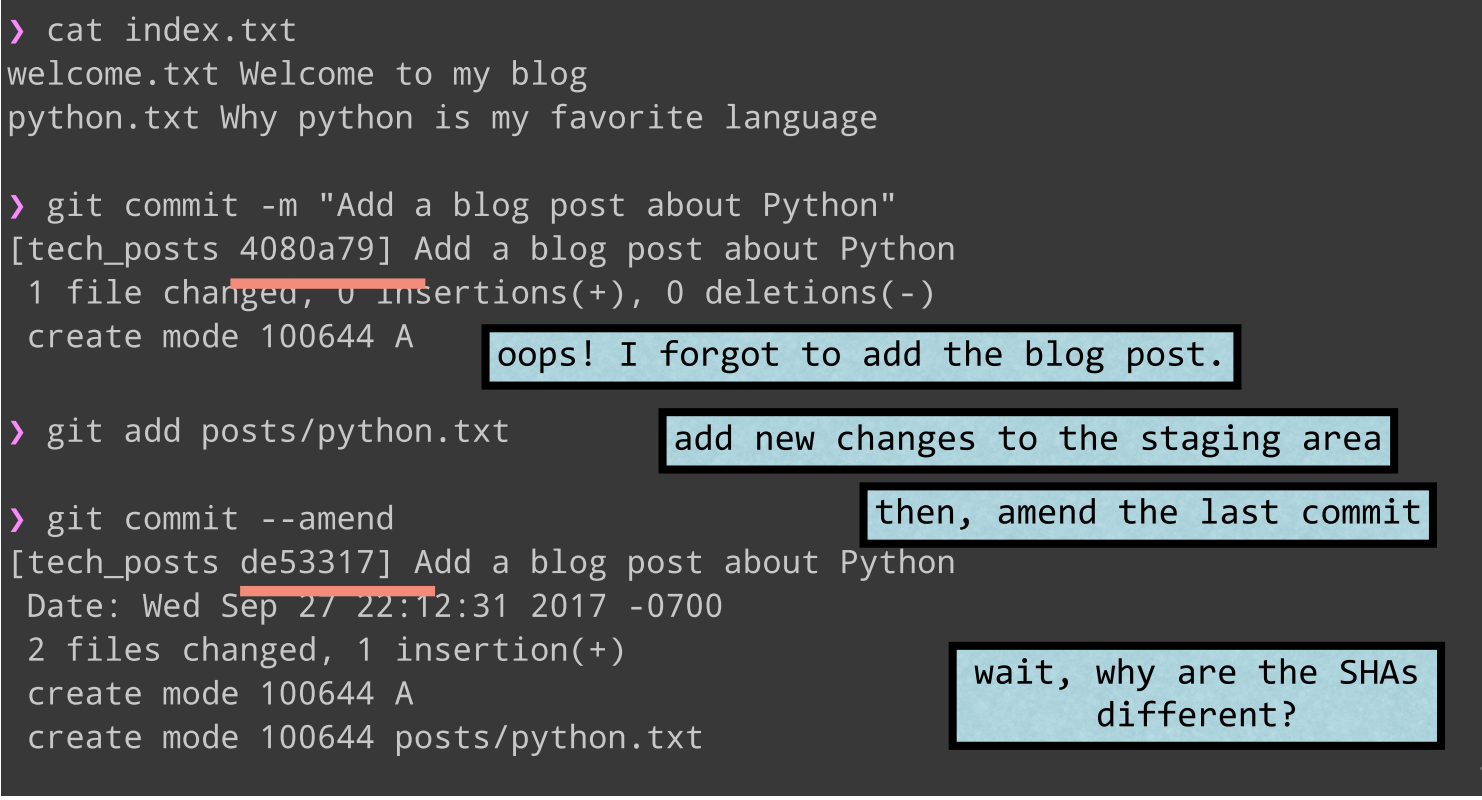 ❯ cat index.txt
welcome.txt Welcome to my blog
python.txt Why python is my favorite language
❯ git commit -m "Add a blog post about Python"
[tech_posts 4080a79] Add a blog post about Python
1 file changed, 0 insertions(+), 0 deletions(-)
create mode 100644 A
oops! I forgot to add the blog post.
❯ git add posts/python.txt
add new changes to the staging area
then, amend the last commit
❯ git commit --amend
[tech_posts de53317] Add a blog post about Python
Date: Wed Sep 27 22:12:31 2017 -0700
2 files changed, 1 insertion(+)
create mode 100644 A
create mode 100644 posts/python.txt
wait, why are the SHAs
different?